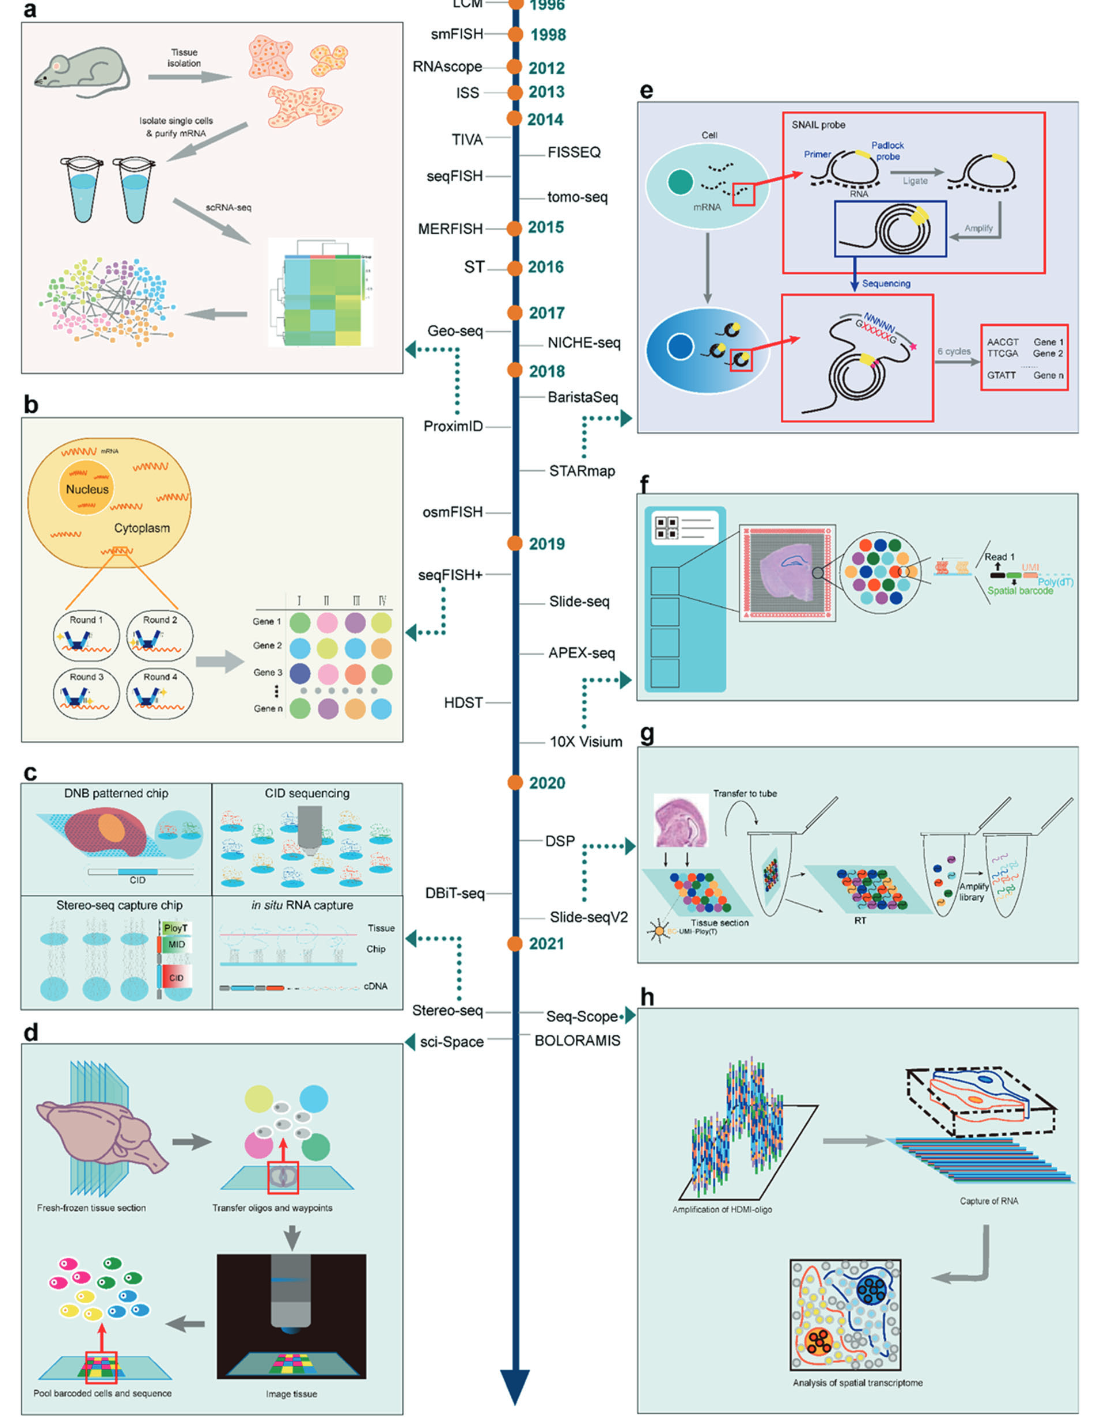 a
Tissue
isolation
Isolate single cells
& purify mRNA
scRNA-seq
b
mRNA
Nucleus
Cytoplasm
Round 1
Round 2
Round 3
Round 4
I II III IV
Gene 1
Gene 2
Gene 3
Gene n
c
DNB patterned chip
CID
CID sequencing
Stereo-seq capture chip
PloyT
MID
CID
in situ RNA capture
Tissue
Chip
cDNA
d
Fresh-frozen tissue section
Transfer oligos and waypoints
Pool barcoded cells and sequence
Image tissue
LCM
1996
smFISH
1998
RNAscope
2012
ISS
2013
2014
TIVA
FISSEQ
seqFISH
tomo-seq
MERFISH
2015
ST
2016
2017
Geo-seq
NICHE-seq
2018
BaristaSeq
ProximID
STARmap
osmFISH
2019
seqFISH+
Slide-seq
APEX-seq
HDST
10X Visium
2020
DSP
DBiT-seq
Slide-seqV2
2021
Stereo-seq
Seq-Scope
sci-Space
BOLORAMIS
e
Cell
mRNA
SNAIL probe
Primer
Padlock
probe
RNA
Ligate
Amplify
Sequencing
NNNNN
GXXXXXXG
6 cycles
AACGT Gene 1
TTCGA Gene 2
......
GTATT Gene n
f
Read 1
UMI
Poly(dT)
Spatial barcode
g
Transfer to tube
Tissue section
BC-UMI-Ploy(T)
RT
Amplify
library
h
Amplification of HDMI-oligo
Capture of RNA
Analysis of spatial transcriptome